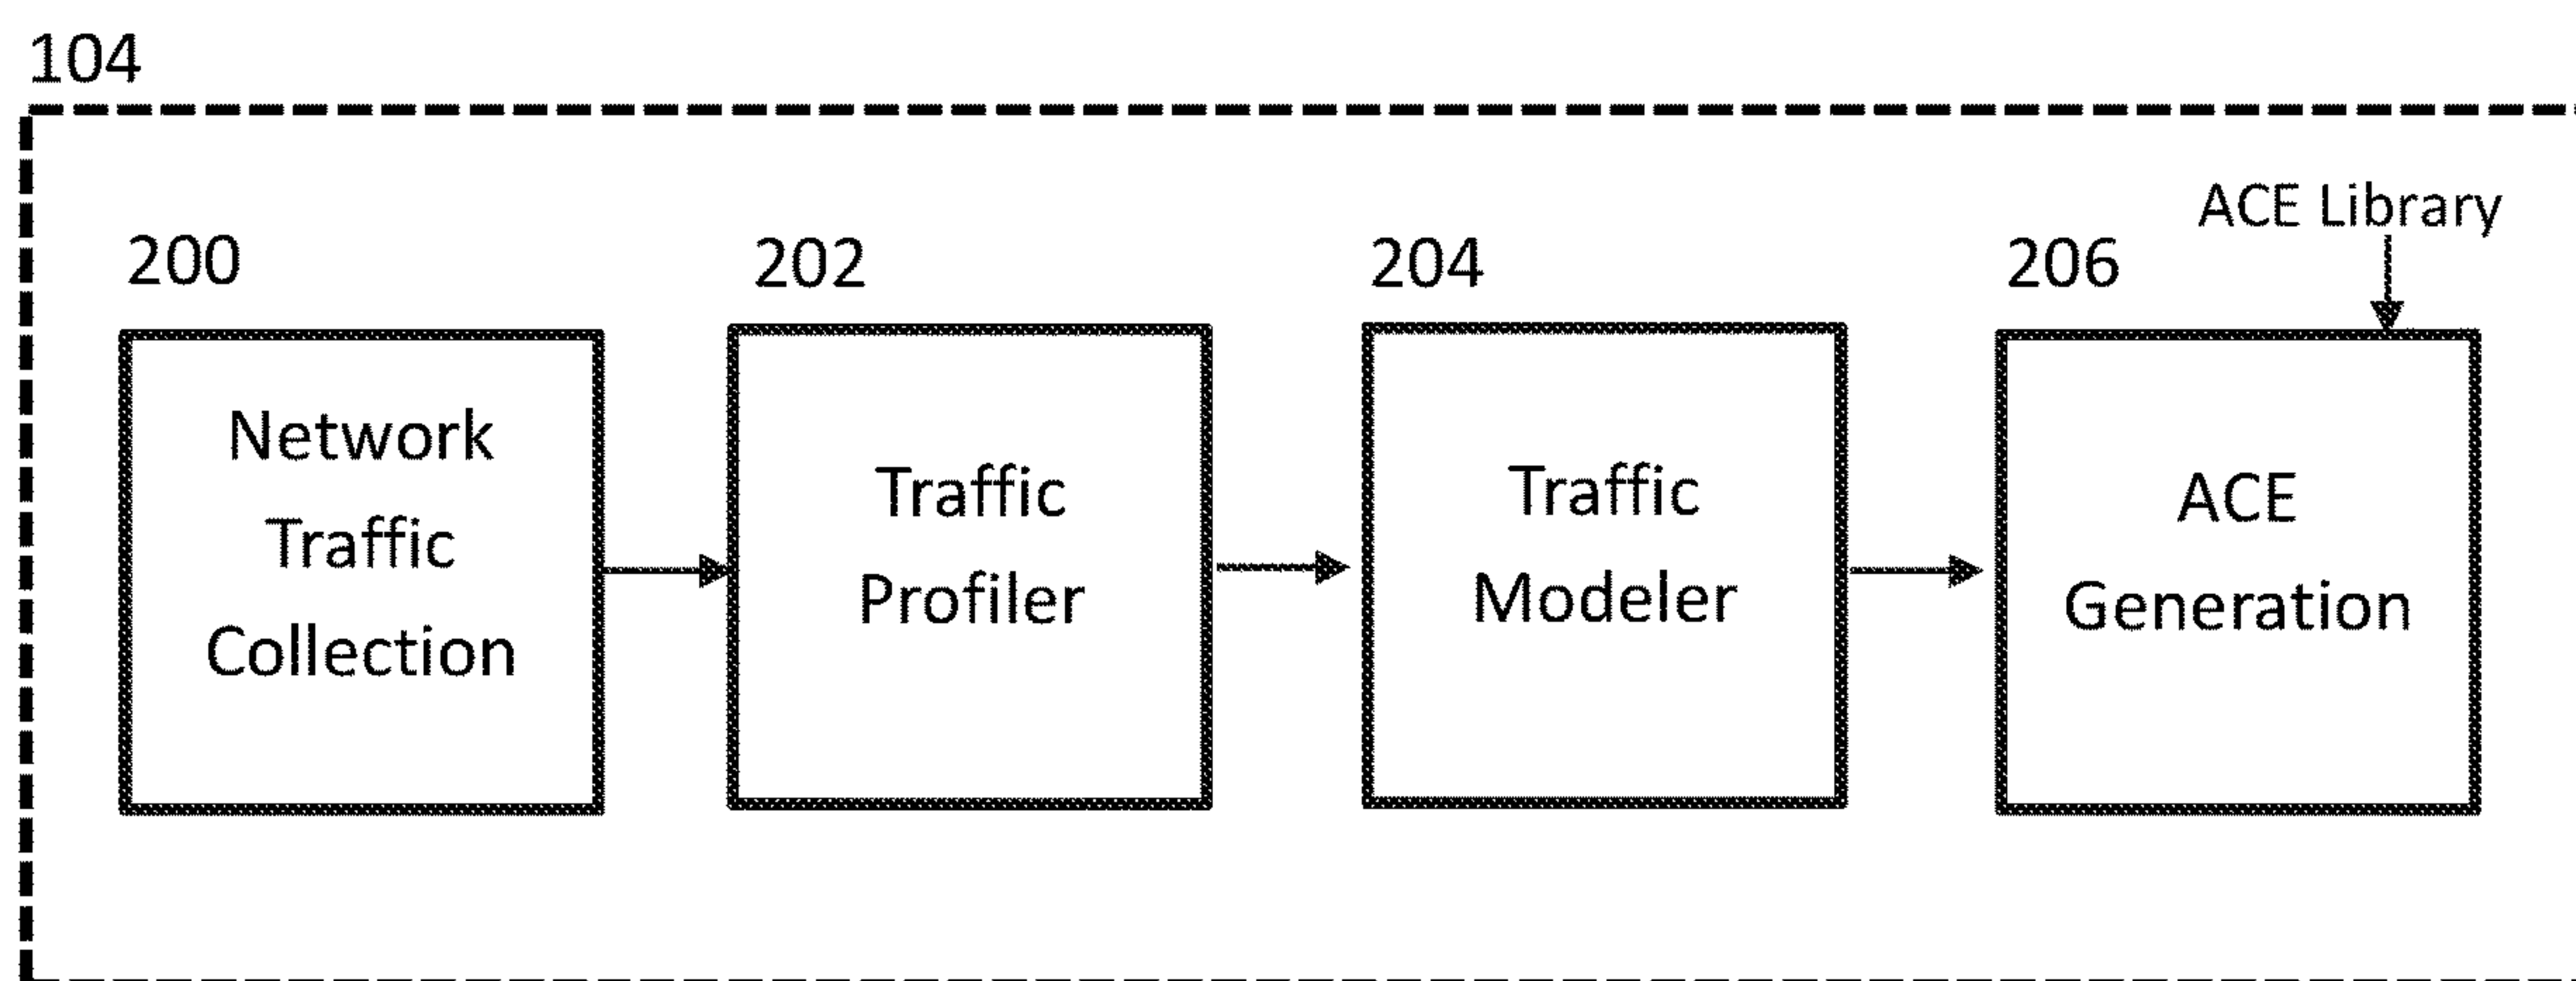 104
ACE Library
200
202
204
206
Network
Traffic
Collection
Traffic
Profiler
Traffic
Modeler
ACE
Generation